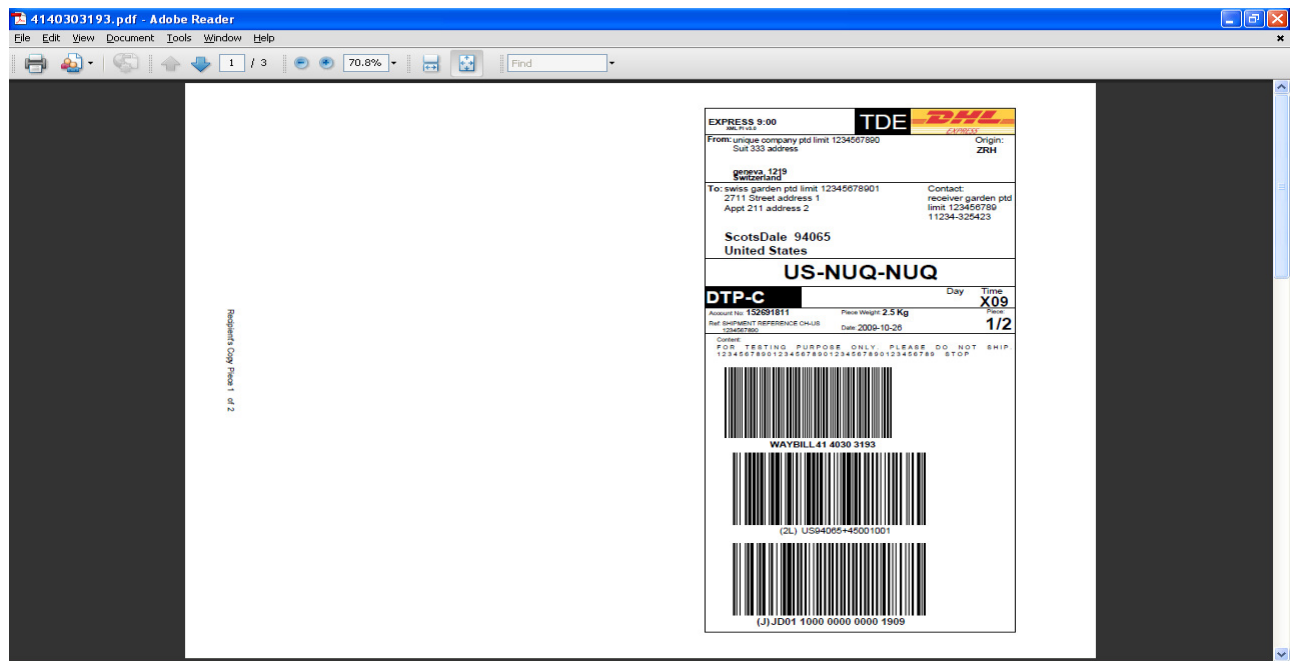 4140303193.pdf - Adobe Reader
File Edit View Document Tools Window Help
1 / 3 70.8% Find
Recipient's Copy Piece 1 of 2
EXPRESS 9:00 TDE DHL
XML PI v3.0 EXPRESS
From: unique company ptd limit 1234567890 Origin:
Suit 333 address ZRH
geneva, 1219
Switzerland
To: swiss garden ptd limit 12345678901 Contact:
2711 Street address 1 receiver garden ptd
Appt 211 address 2 limit 123456789
11234-325423
ScotsDale 94065
United States
US-NUQ-NUQ
DTP-C Day Time
X09
Account No: 152691811 Piece Weight: 2.5 Kg Piece:
Ref: SHIPMENT REFERENCE CH-US Date: 2009-10-26 1/2
1234567890
Content:
FOR TESTING PURPOSE ONLY. PLEASE DO NOT SHIP.
123456789012345678901234567890123456789 STOP
WAYBILL 41 4030 3193
(2L) US94065+45001001
(J) JD01 1000 0000 0000 1909